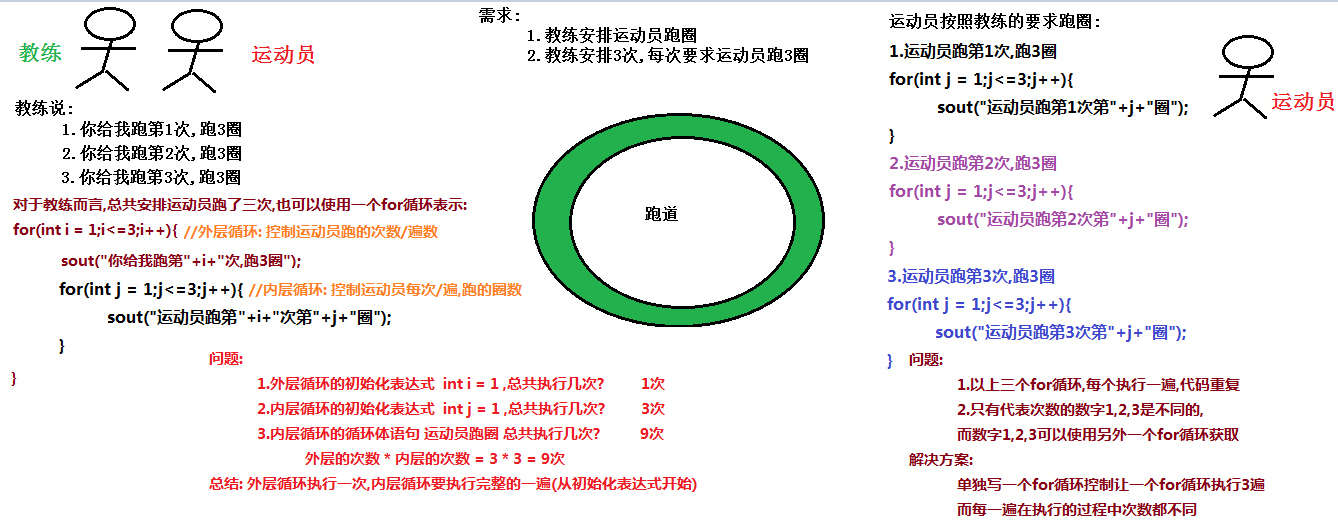 教练
运动员
教练说:
1.你给我跑第1次,跑3圈
2.你给我跑第2次,跑3圈
3.你给我跑第3次,跑3圈
对于教练而言,总共安排运动员跑了三次,也可以使用一个for循环表示:
for(int i = 1;i<=3;i++){ //外层循环: 控制运动员跑的次数/遍数
sout("你给我跑第"+i+"次,跑3圈");
for(int j = 1;j<=3;j++){ //内层循环: 控制运动员每次/遍,跑的圈数
sout("运动员跑第"+i+"次第"+j+"圈");
}
}
问题:
1.外层循环的初始化表达式 int i = 1 ,总共执行几次? 1次
2.内层循环的初始化表达式 int j = 1 ,总共执行几次? 3次
3.内层循环的循环体语句 运动员跑圈 总共执行几次? 9次
外层的次数 * 内层的次数 = 3 * 3 = 9次
总结: 外层循环执行一次,内层循环要执行完整的一遍(从初始化表达式开始)
需求:
1.教练安排运动员跑圈
2.教练安排3次,每次要求运动员跑3圈
跑道
运动员按照教练的要求跑圈:
1.运动员跑第1次,跑3圈
for(int j = 1;j<=3;j++){
sout("运动员跑第1次第"+j+"圈");
}
运动员
2.运动员跑第2次,跑3圈
for(int j = 1;j<=3;j++){
sout("运动员跑第2次第"+j+"圈");
}
3.运动员跑第3次,跑3圈
for(int j = 1;j<=3;j++){
sout("运动员跑第3次第"+j+"圈");
}
问题:
1.以上三个for循环,每个执行一遍,代码重复
2.只有代表次数的数字1,2,3是不同的,
而数字1,2,3可以使用另外一个for循环获取
解决方案:
单独写一个for循环控制让一个for循环执行3遍
而每一遍在执行的过程中次数都不同